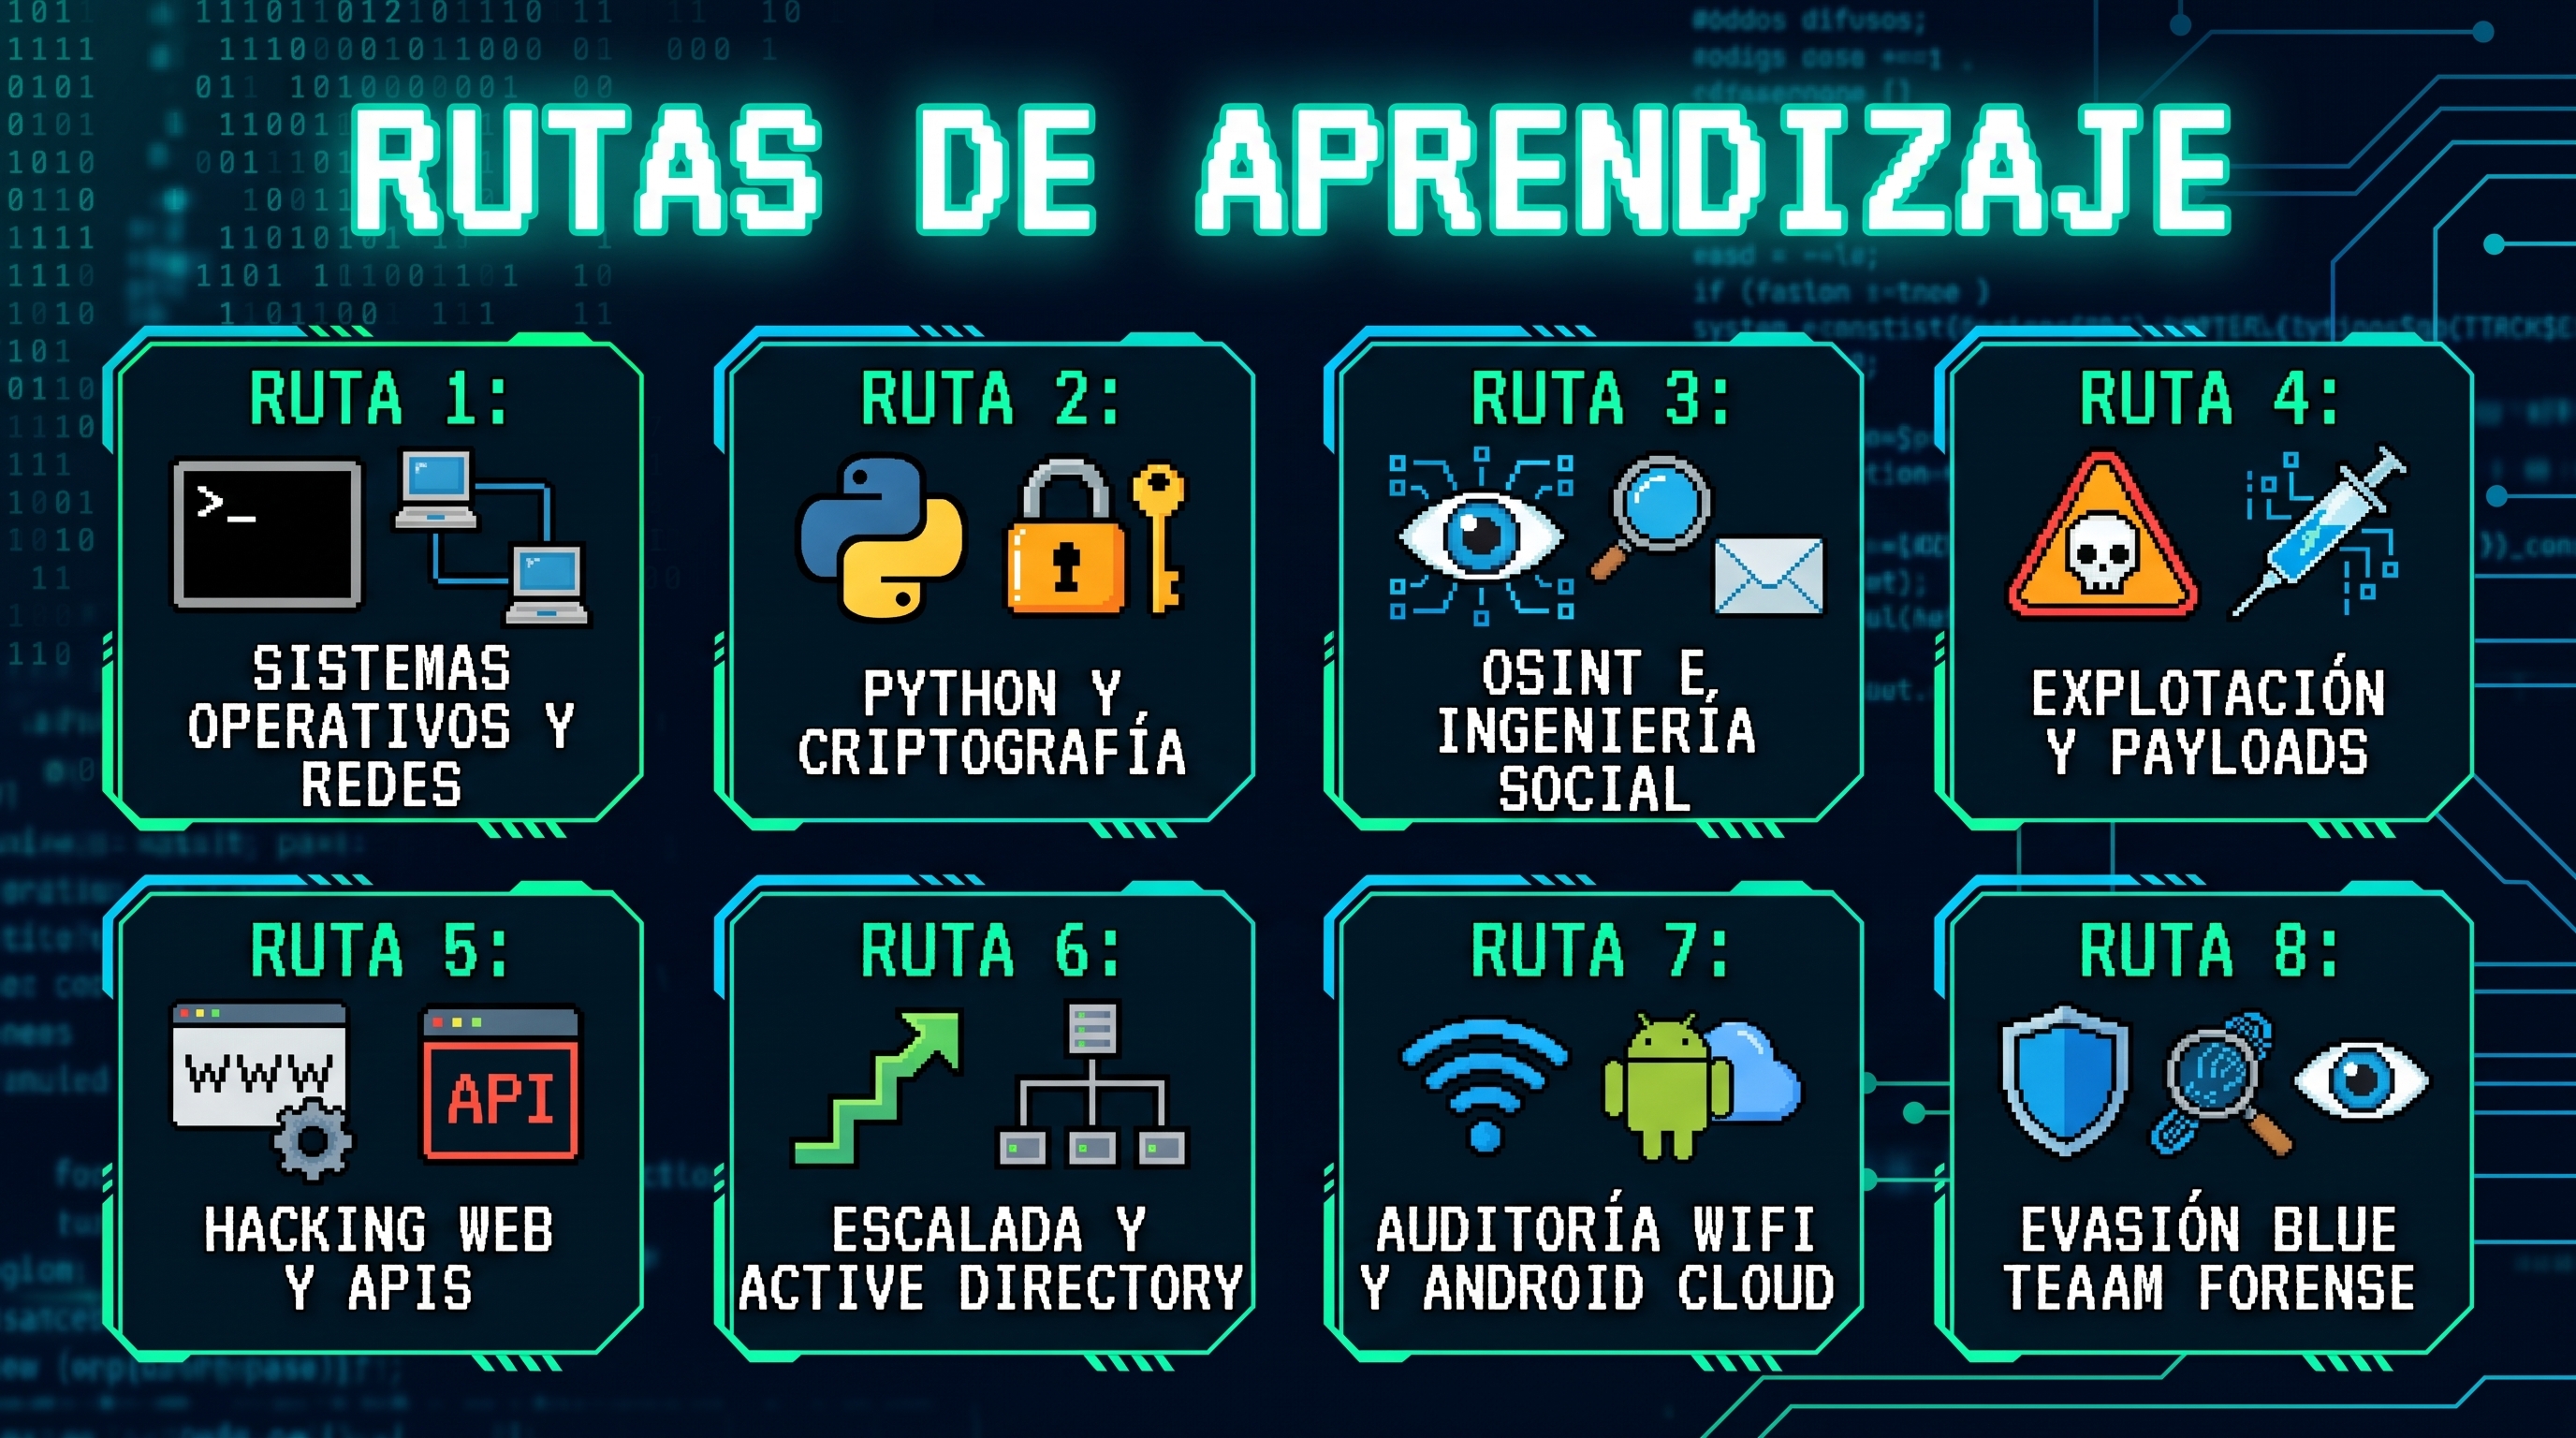 RUTAS DE APRENDIZAJE
RUTA 1:
>_
SISTEMAS
OPERATIVOS Y
REDES
RUTA 2:
PYTHON Y
CRIPTOGRAFÍA
RUTA 3:
OSINT E
INGENIERÍA
SOCIAL
RUTA 4:
EXPLOTACIÓN
Y PAYLOADS
RUTA 5:
WWW
API
HACKING WEB
Y APIS
RUTA 6:
ESCALADA Y
ACTIVE DIRECTORY
RUTA 7:
AUDITORÍA WIFI
Y ANDROID CLOUD
RUTA 8:
EVASIÓN BLUE
TEAAM FORENSE